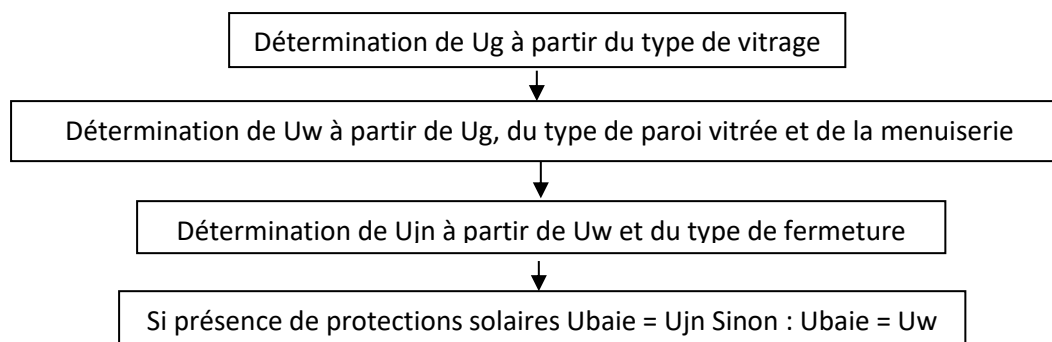 Détermination de Ug à partir du type de vitrage
Détermination de Uw à partir de Ug, du type de paroi vitrée et de la menuiserie
Détermination de Ujn à partir de Uw et du type de fermeture
Si présence de protections solaires Ubaie = Ujn Sinon : Ubaie = Uw